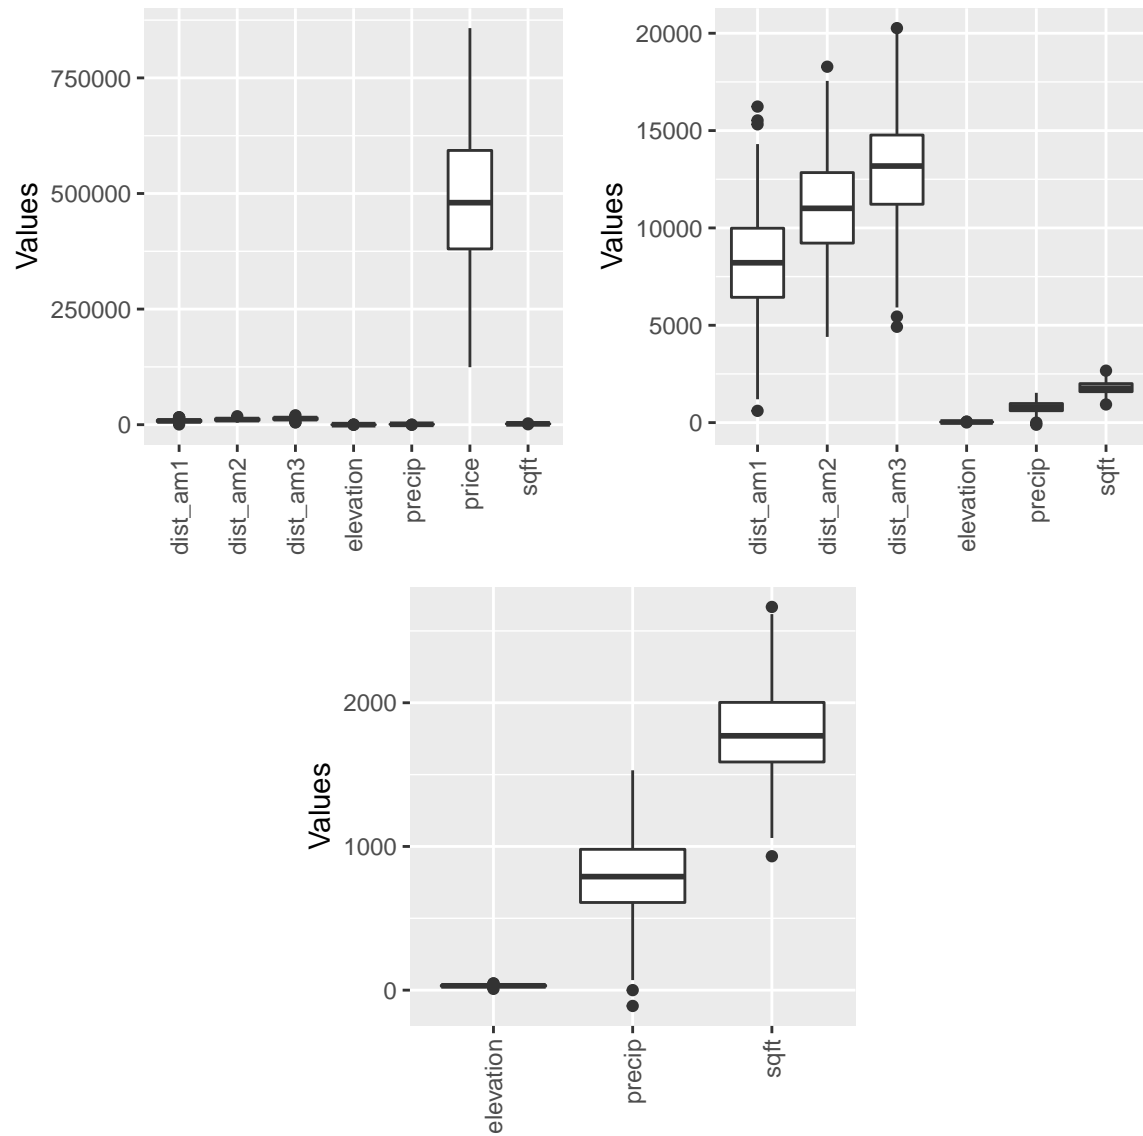 Values
750000
500000
250000
0
dist_am1
dist_am2
dist_am3
elevation
precip
price
sqft
Values
20000
15000
10000
5000
0
dist_am1
dist_am2
dist_am3
elevation
precip
sqft
Values
2000
1000
0
elevation
precip
sqft